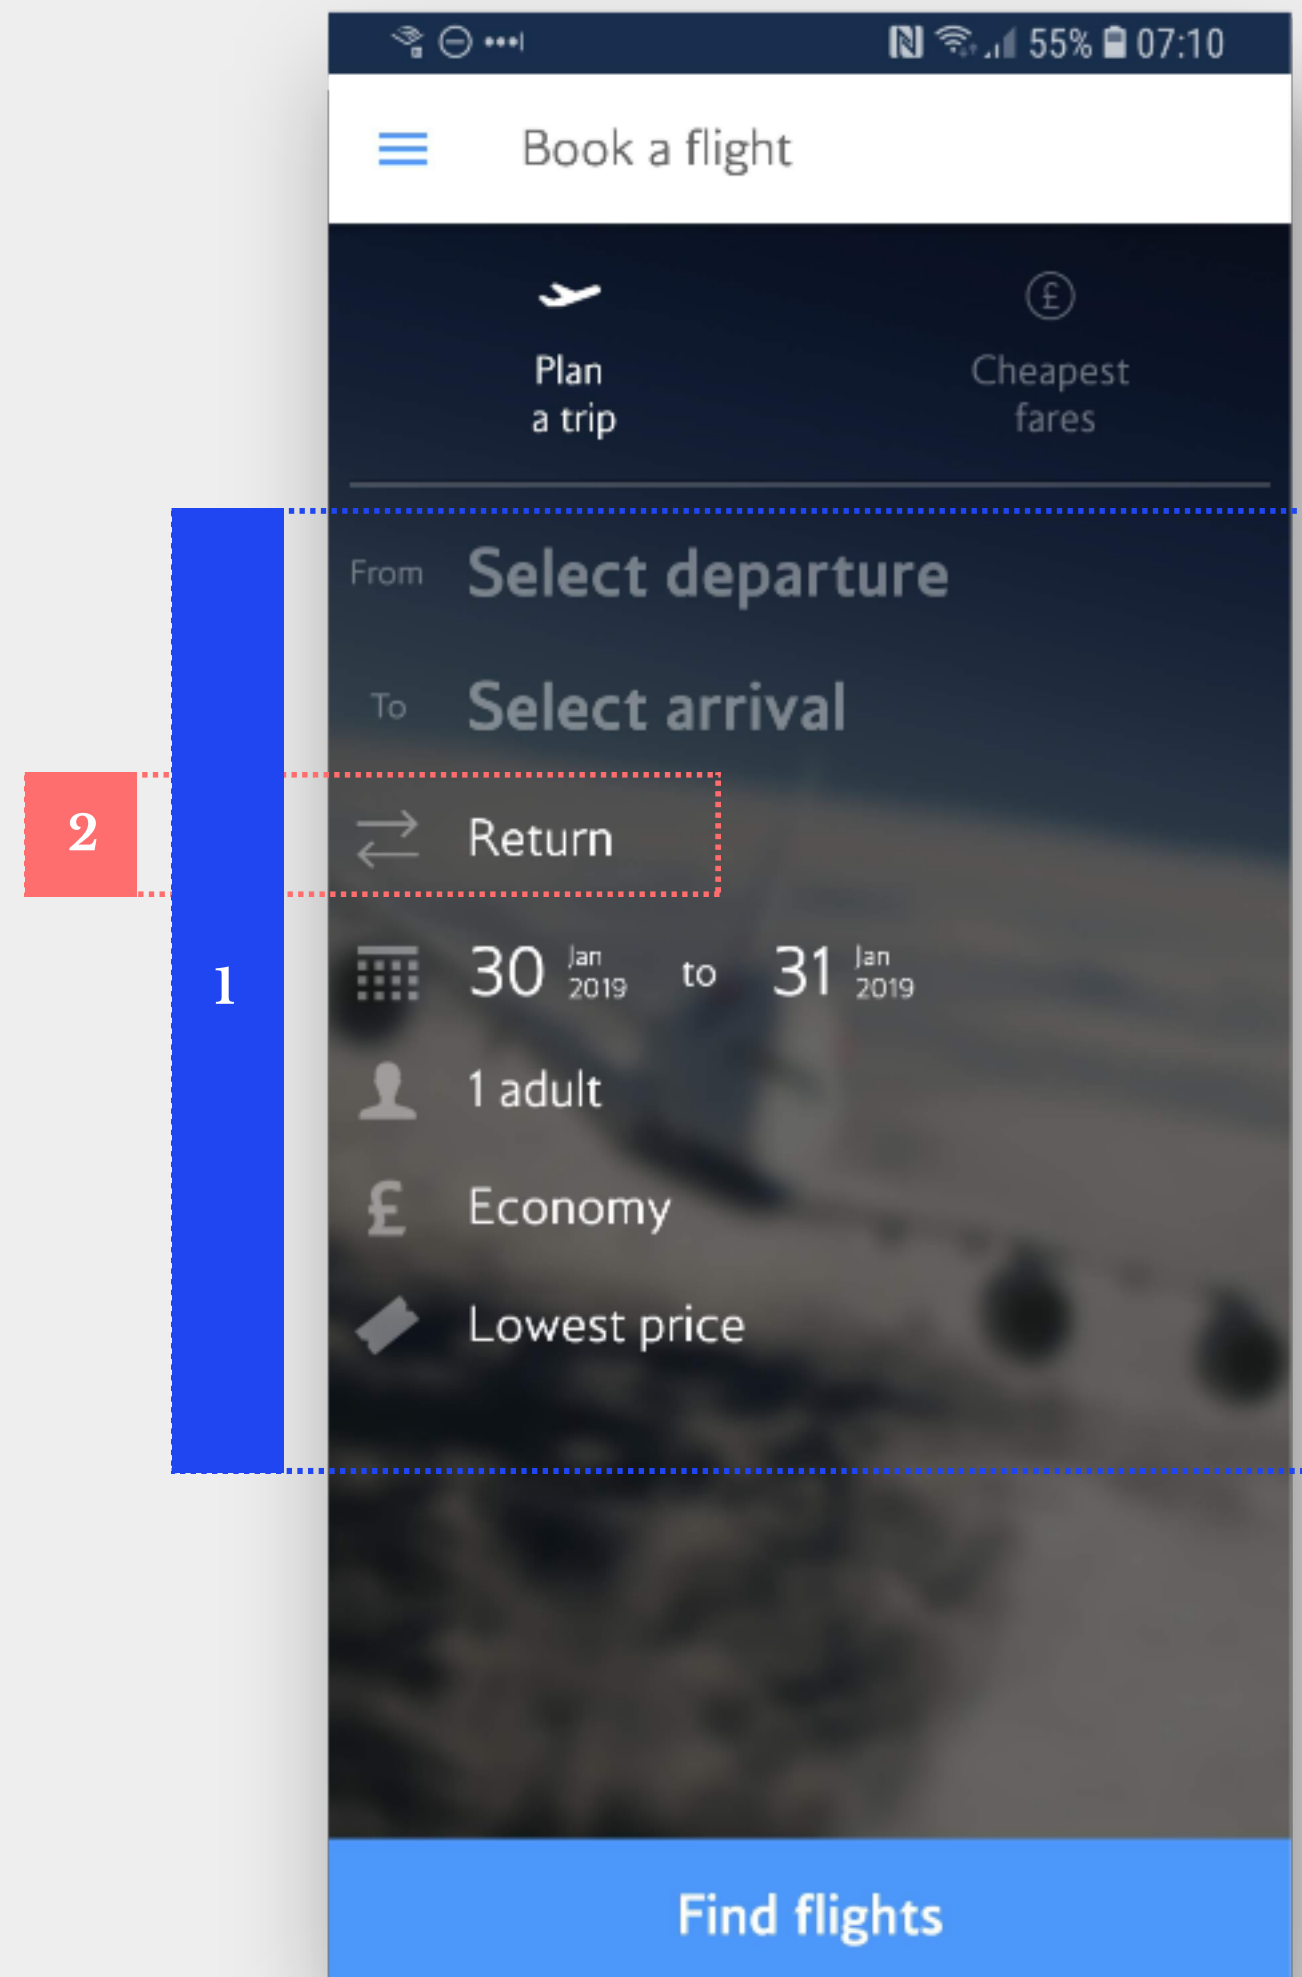 55% 07:10
Book a flight
Plan
a trip
£
Cheapest
fares
From Select departure
To Select arrival
2
Return
1
30 Jan 2019 to 31 Jan 2019
1 adult
£ Economy
Lowest price
Find flights